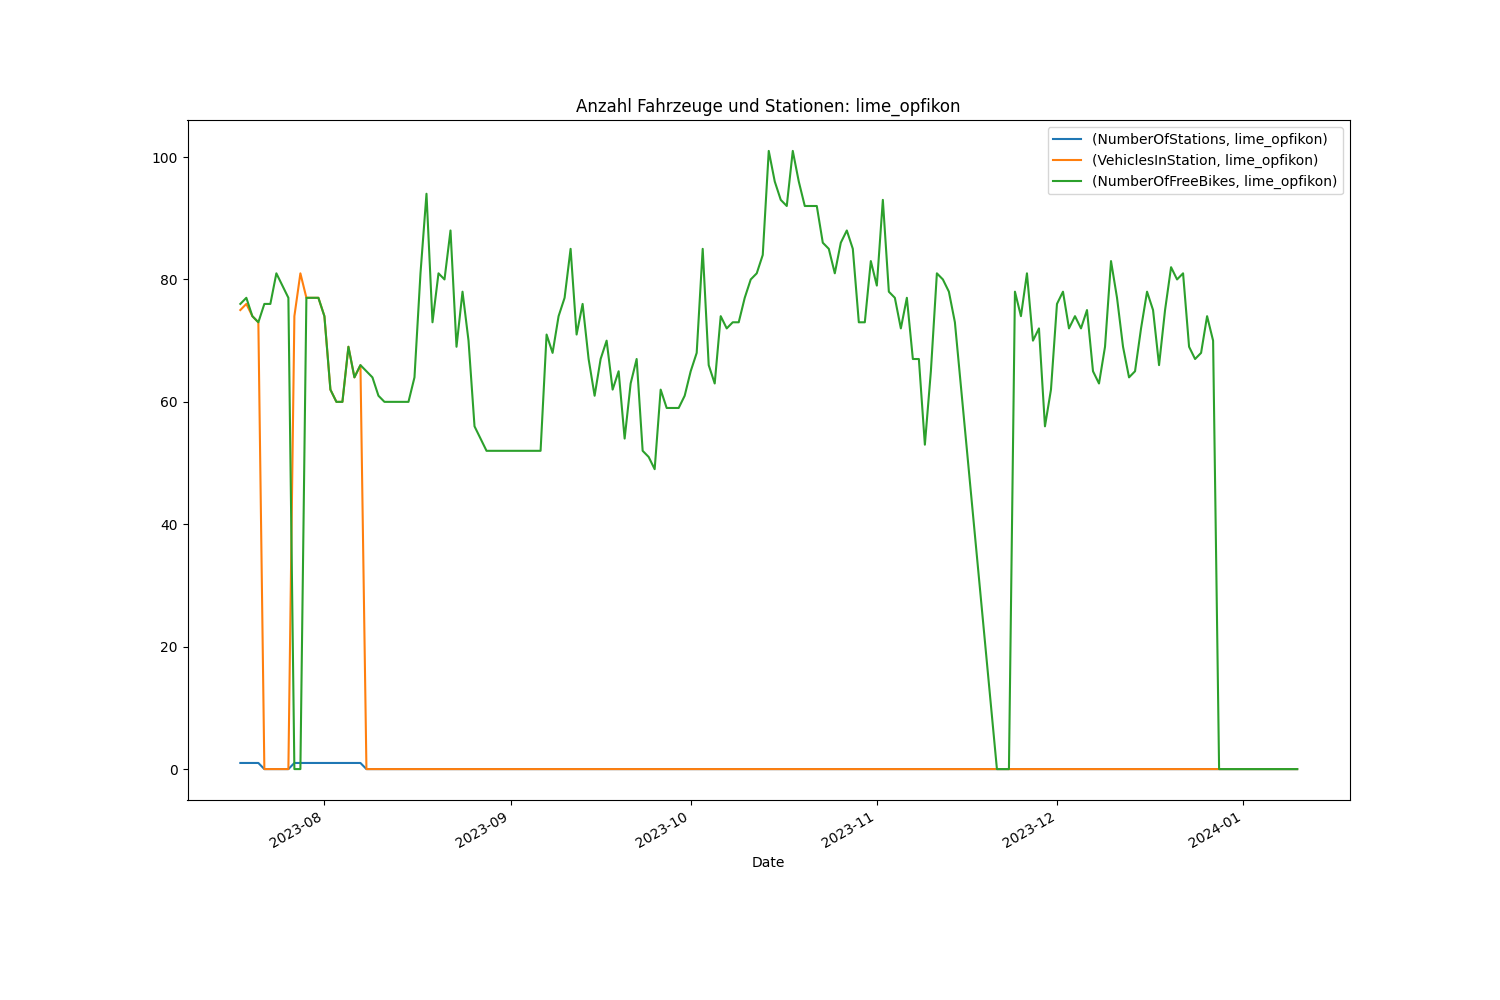 Anzahl Fahrzeuge und Stationen: lime_opfikon
(NumberOfStations, lime_opfikon)
(VehiclesInStation, lime_opfikon)
(NumberOfFreeBikes, lime_opfikon)
100
80
60
40
20
0
2023-08
2023-09
2023-10
2023-11
2023-12
2024-01
Date